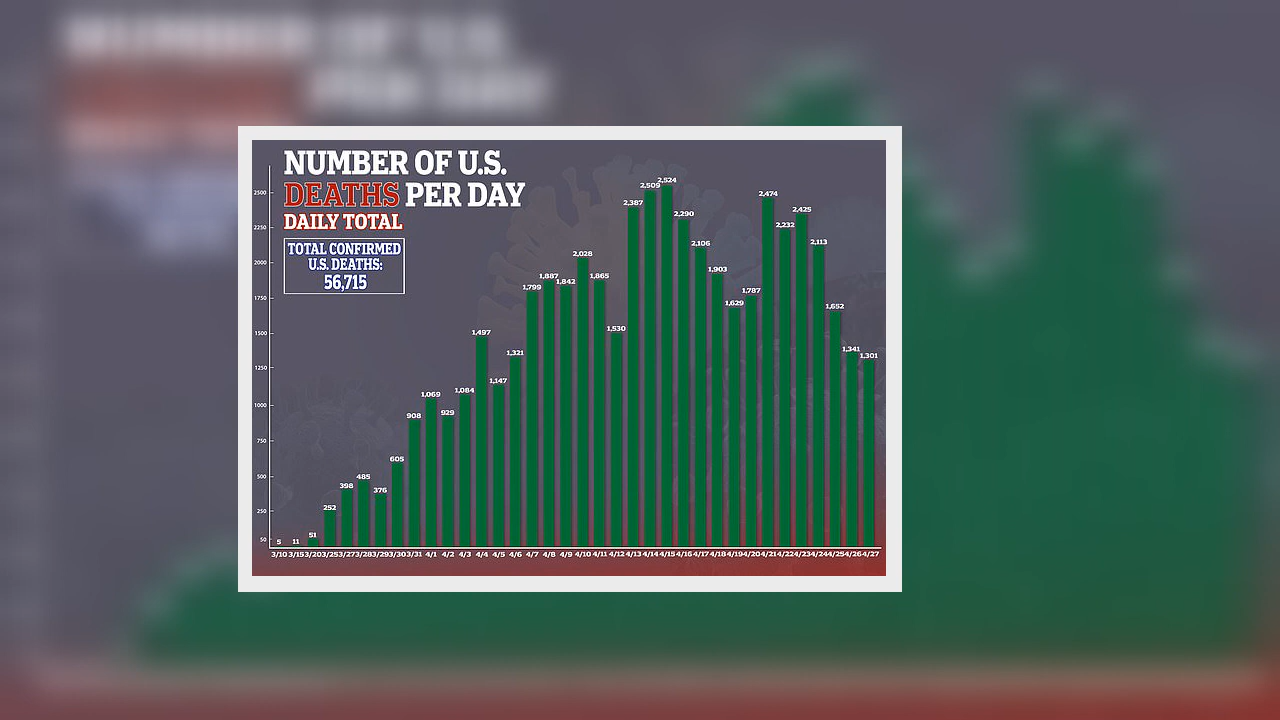 NUMBER OF U.S.
DEATHS PER DAY
DAILY TOTAL
TOTAL CONFIRMED
U.S. DEATHS:
56,715
2500
2250
2000
1750
1500
1250
1000
750
500
250
50
5 11 51 252 398 485 376 605 908 1,069 929 1,084 1,497 1,147 1,321 1,799 1,887 1,842 2,028 1,865 1,530 2,387 2,509 2,524 2,290 2,106 1,903 1,629 1,787 2,474 2,232 2,425 2,113 1,652 1,341 1,301
3/10 3/15 3/20 3/25 3/27 3/28 3/29 3/30 3/31 4/1 4/2 4/3 4/4 4/5 4/6 4/7 4/8 4/9 4/10 4/11 4/12 4/13 4/14 4/15 4/16 4/17 4/18 4/19 4/20 4/21 4/22 4/23 4/24 4/25 4/26 4/27